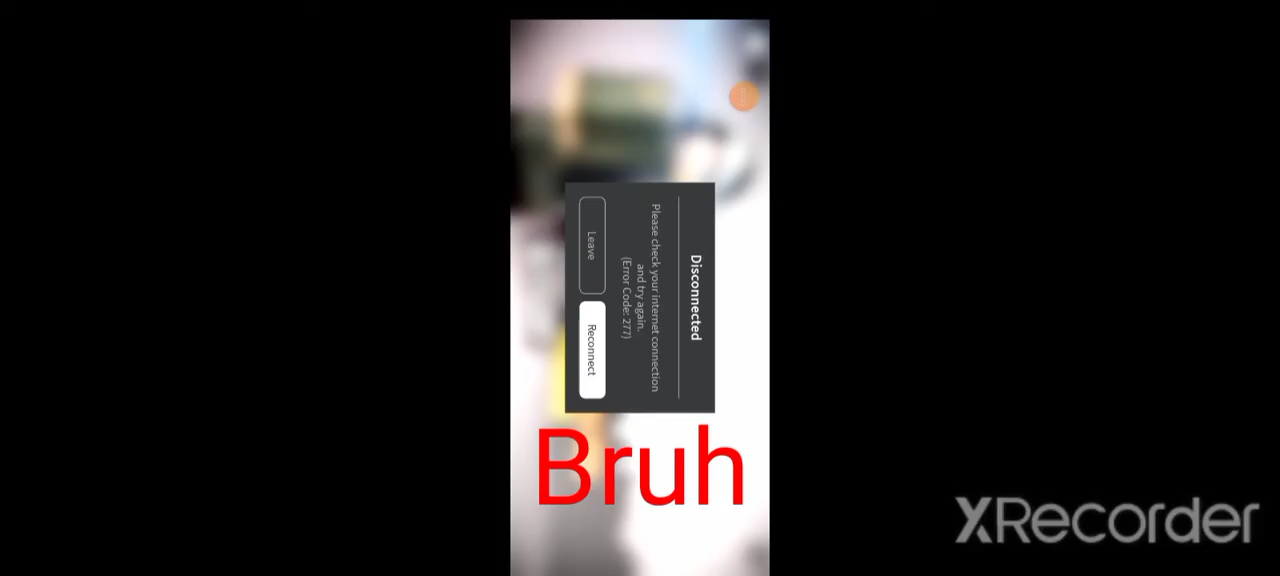 Disconnected
Please check your internet connection
and try again.
(Error Code: 277)
Leave
Reconnect
Bruh
XRecorder